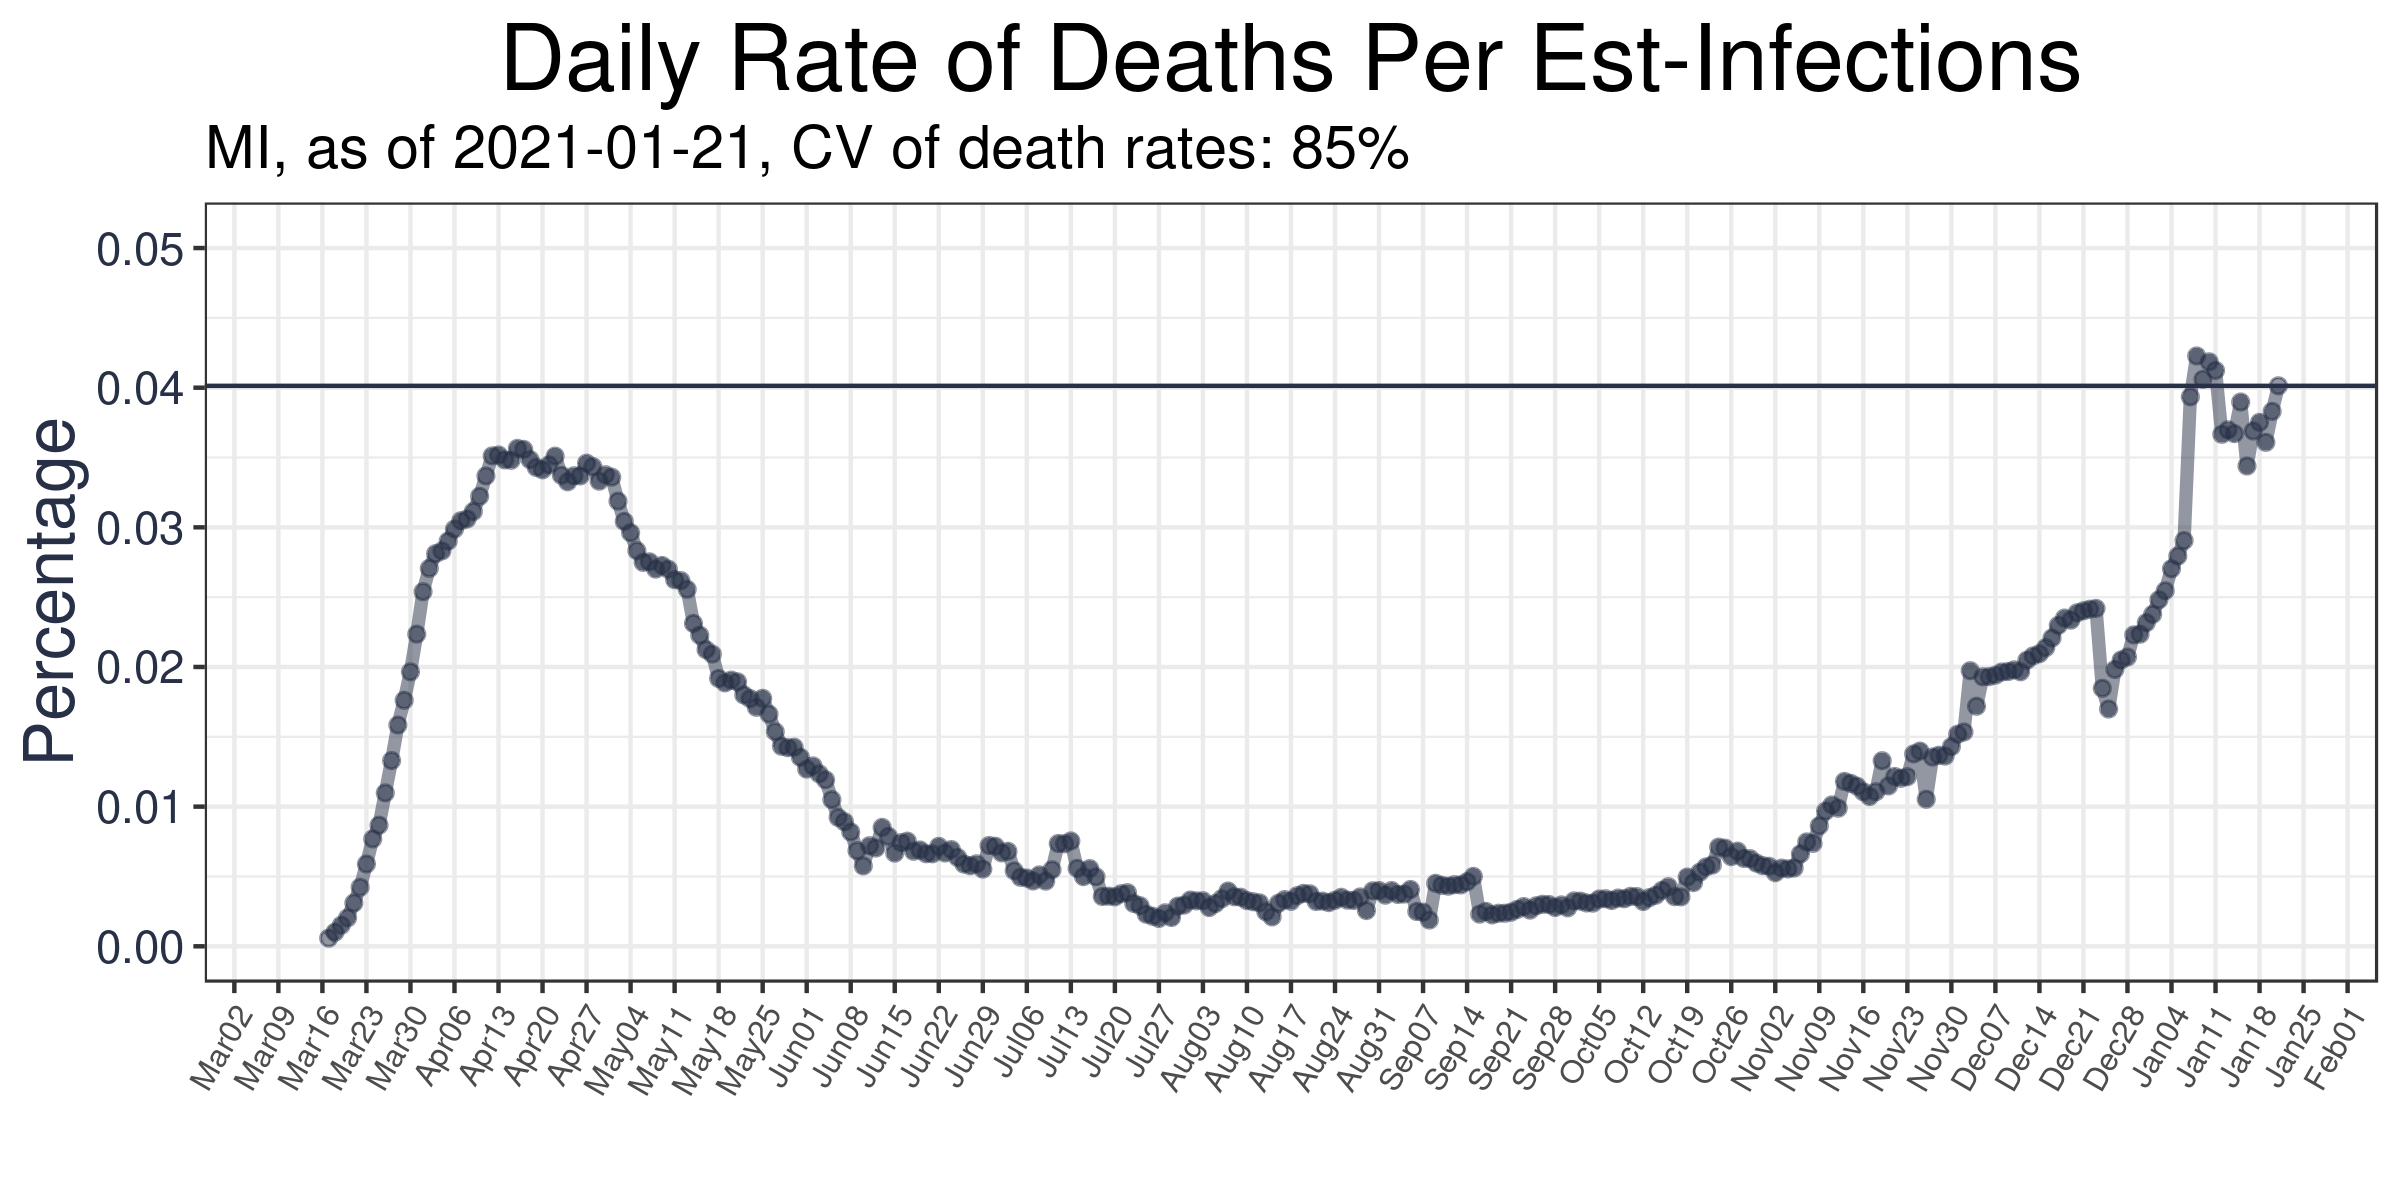 Daily Rate of Deaths Per Est-Infections
MI, as of 2021-01-21, CV of death rates: 85%
Percentage
0.05
0.04
0.03
0.02
0.01
0.00
Mar02
Mar09
Mar16
Mar23
Mar30
Apr06
Apr13
Apr20
Apr27
May04
May11
May18
May25
Jun01
Jun08
Jun15
Jun22
Jun29
Jul06
Jul13
Jul20
Jul27
Aug03
Aug10
Aug17
Aug24
Aug31
Sep07
Sep14
Sep21
Sep28
Oct05
Oct12
Oct19
Oct26
Nov02
Nov09
Nov16
Nov23
Nov30
Dec07
Dec14
Dec21
Dec28
Jan04
Jan11
Jan18
Jan25
Feb01